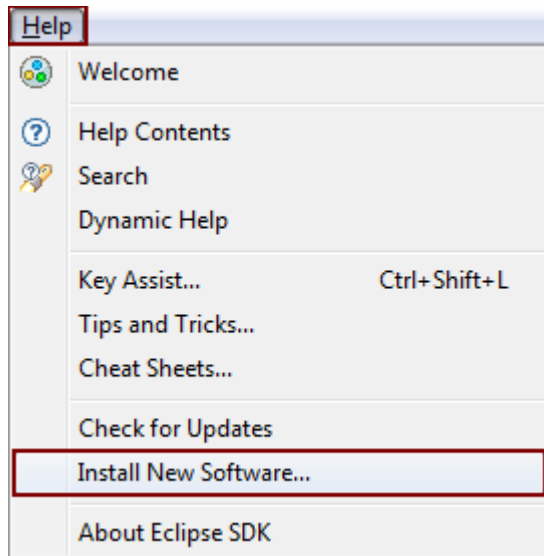 Help
Welcome
Help Contents
Search
Dynamic Help
Key Assist... Ctrl+Shift+L
Tips and Tricks...
Cheat Sheets...
Check for Updates
Install New Software...
About Eclipse SDK